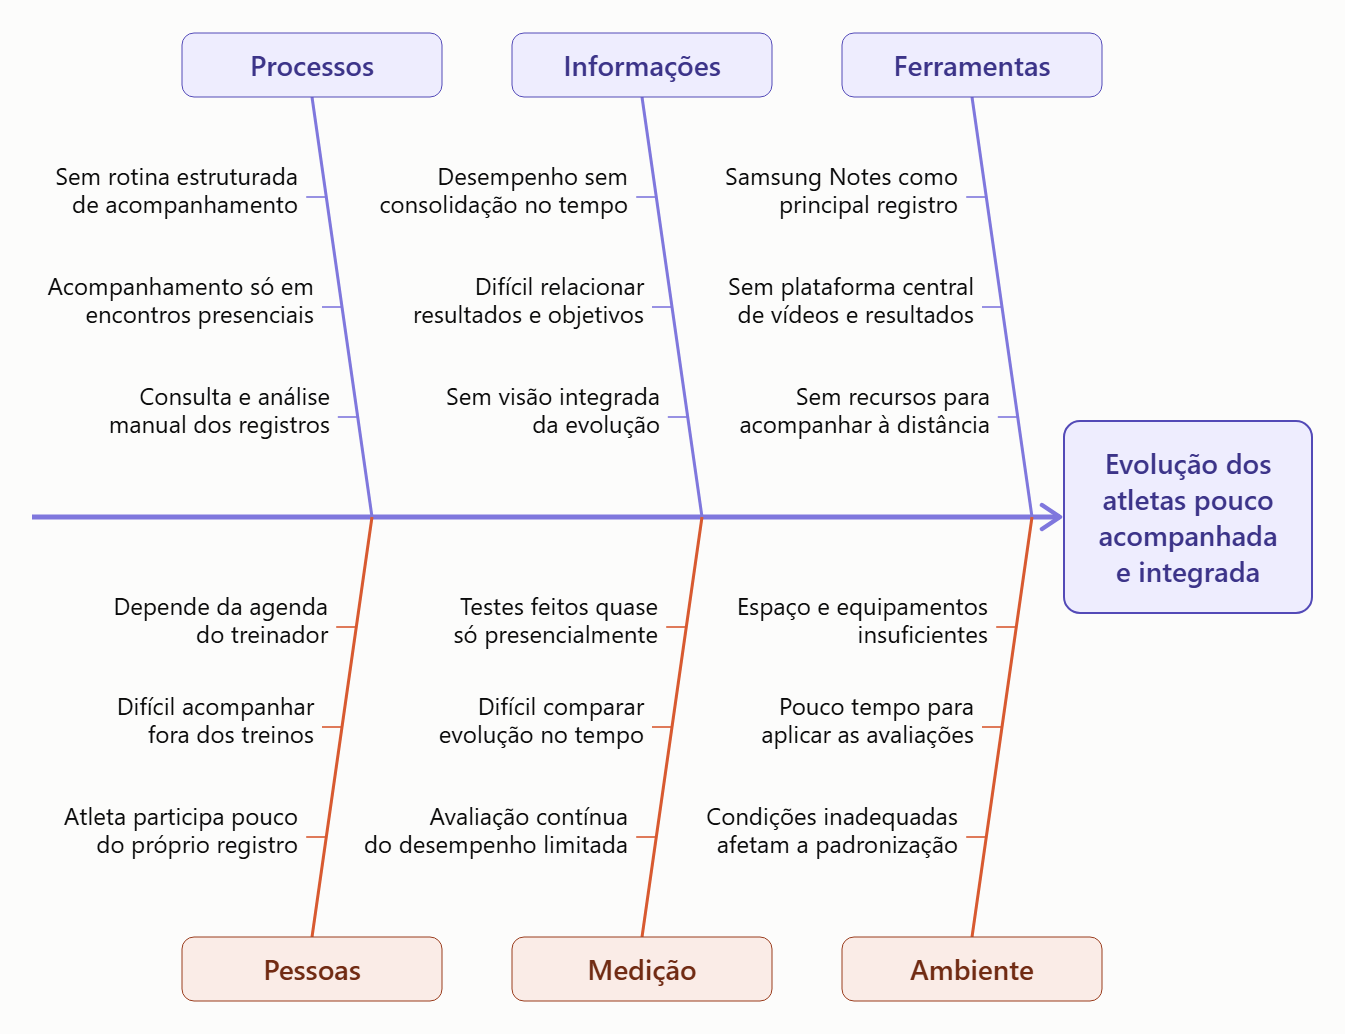 Processos
Informações
Ferramentas
Sem rotina estruturada
de acompanhamento
Acompanhamento só em
encontros presenciais
Consulta e análise
manual dos registros
Desempenho sem
consolidação no tempo
Difícil relacionar
resultados e objetivos
Sem visão integrada
da evolução
Samsung Notes como
principal registro
Sem plataforma central
de vídeos e resultados
Sem recursos para
acompanhar à distância
Evolução dos
atletas pouco
acompanhada
e integrada
Depende da agenda
do treinador
Difícil acompanhar
fora dos treinos
Atleta participa pouco
do próprio registro
Testes feitos quase
só presencialmente
Difícil comparar
evolução no tempo
Avaliação contínua
do desempenho limitada
Espaço e equipamentos
insuficientes
Pouco tempo para
aplicar as avaliações
Condições inadequadas
afetam a padronização
Pessoas
Medição
Ambiente